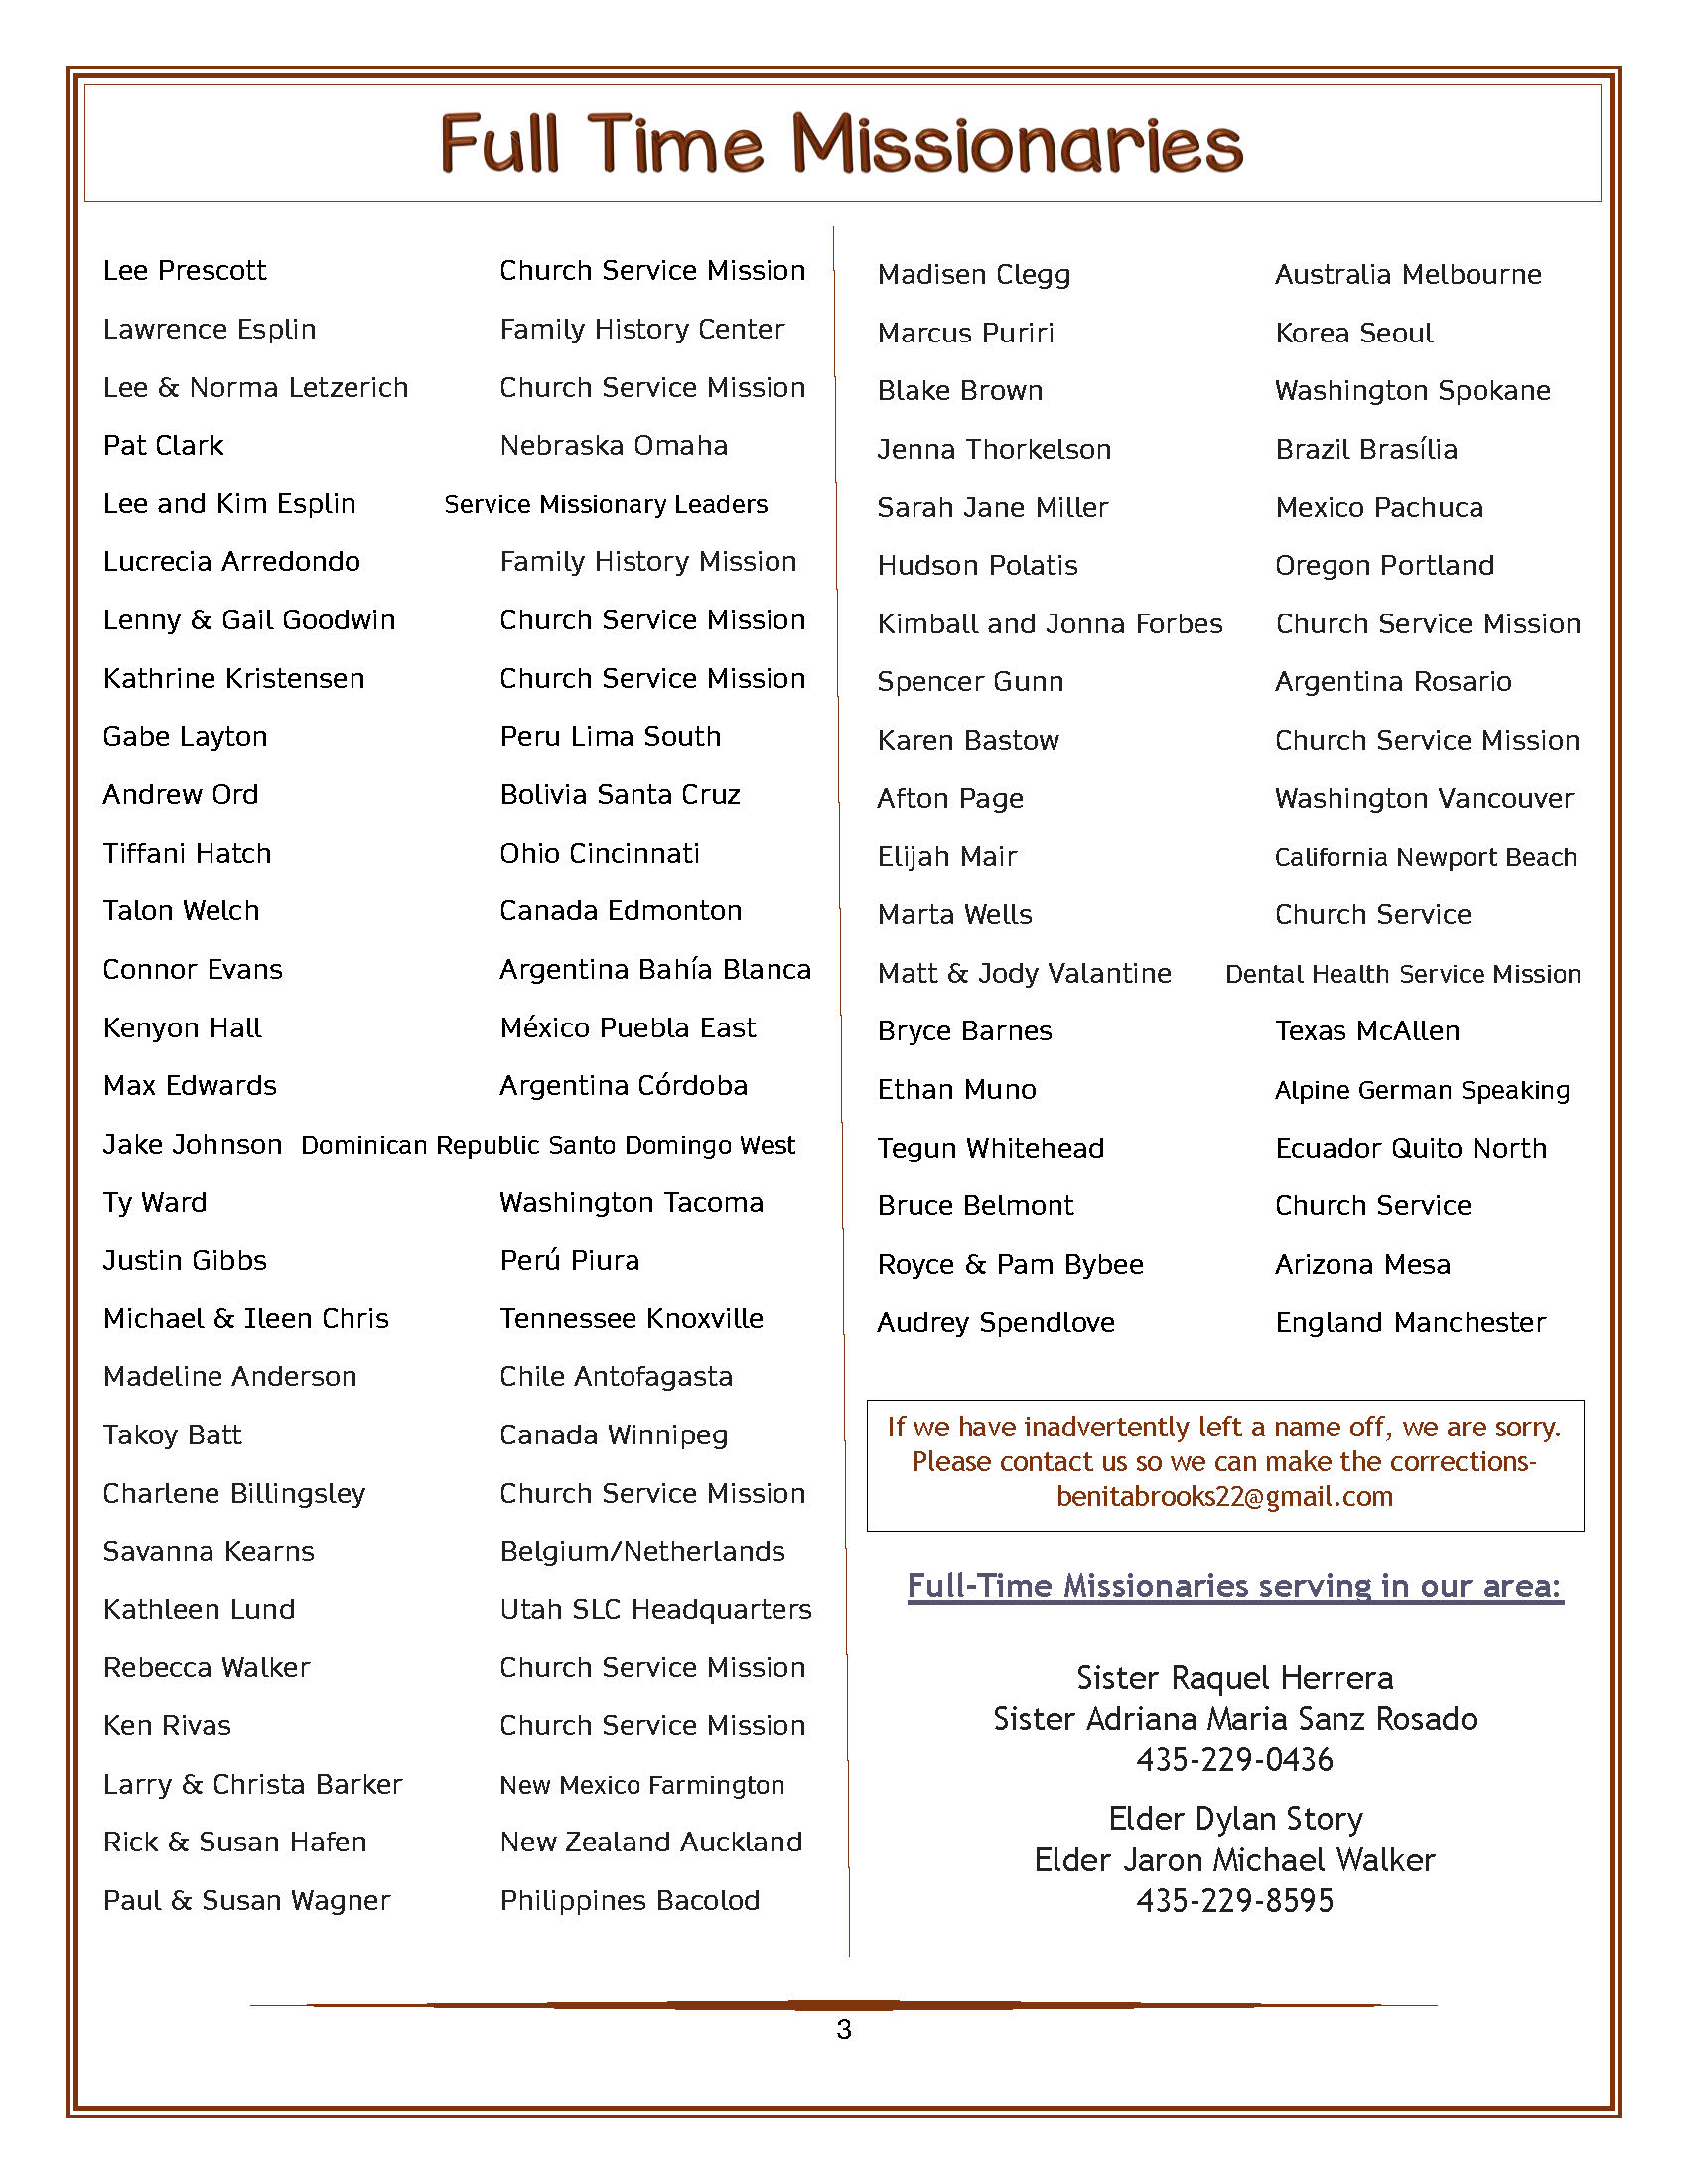 Full Time Missionaries
Lee Prescott Church Service Mission
Lawrence Esplin Family History Center
Lee & Norma Letzerich Church Service Mission
Pat Clark Nebraska Omaha
Lee and Kim Esplin Service Missionary Leaders
Lucrecia Arredondo Family History Mission
Lenny & Gail Goodwin Church Service Mission
Kathrine Kristensen Church Service Mission
Gabe Layton Peru Lima South
Andrew Ord Bolivia Santa Cruz
Tiffani Hatch Ohio Cincinnati
Talon Welch Canada Edmonton
Connor Evans Argentina Bahía Blanca
Kenyon Hall México Puebla East
Max Edwards Argentina Córdoba
Jake Johnson Dominican Republic Santo Domingo West
Ty Ward Washington Tacoma
Justin Gibbs Perú Piura
Michael & Ileen Chris Tennessee Knoxville
Madeline Anderson Chile Antofagasta
Takoy Batt Canada Winnipeg
Charlene Billingsley Church Service Mission
Savanna Kearns Belgium/Netherlands
Kathleen Lund Utah SLC Headquarters
Rebecca Walker Church Service Mission
Ken Rivas Church Service Mission
Larry & Christa Barker New Mexico Farmington
Rick & Susan Hafen New Zealand Auckland
Paul & Susan Wagner Philippines Bacolod
Madisen Clegg Australia Melbourne
Marcus Puriri Korea Seoul
Blake Brown Washington Spokane
Jenna Thorkelson Brazil Brasília
Sarah Jane Miller Mexico Pachuca
Hudson Polatis Oregon Portland
Kimball and Jonna Forbes Church Service Mission
Spencer Gunn Argentina Rosario
Karen Bastow Church Service Mission
Afton Page Washington Vancouver
Elijah Mair California Newport Beach
Marta Wells Church Service
Matt & Jody Valantine Dental Health Service Mission
Bryce Barnes Texas McAllen
Ethan Muno Alpine German Speaking
Tegun Whitehead Ecuador Quito North
Bruce Belmont Church Service
Royce & Pam Bybee Arizona Mesa
Audrey Spendlove England Manchester
If we have inadvertently left a name off, we are sorry.
Please contact us so we can make the corrections-
benitabrooks22@gmail.com
Full-Time Missionaries serving in our area:
Sister Raquel Herrera
Sister Adriana Maria Sanz Rosado
435-229-0436
Elder Dylan Story
Elder Jaron Michael Walker
435-229-8595
3